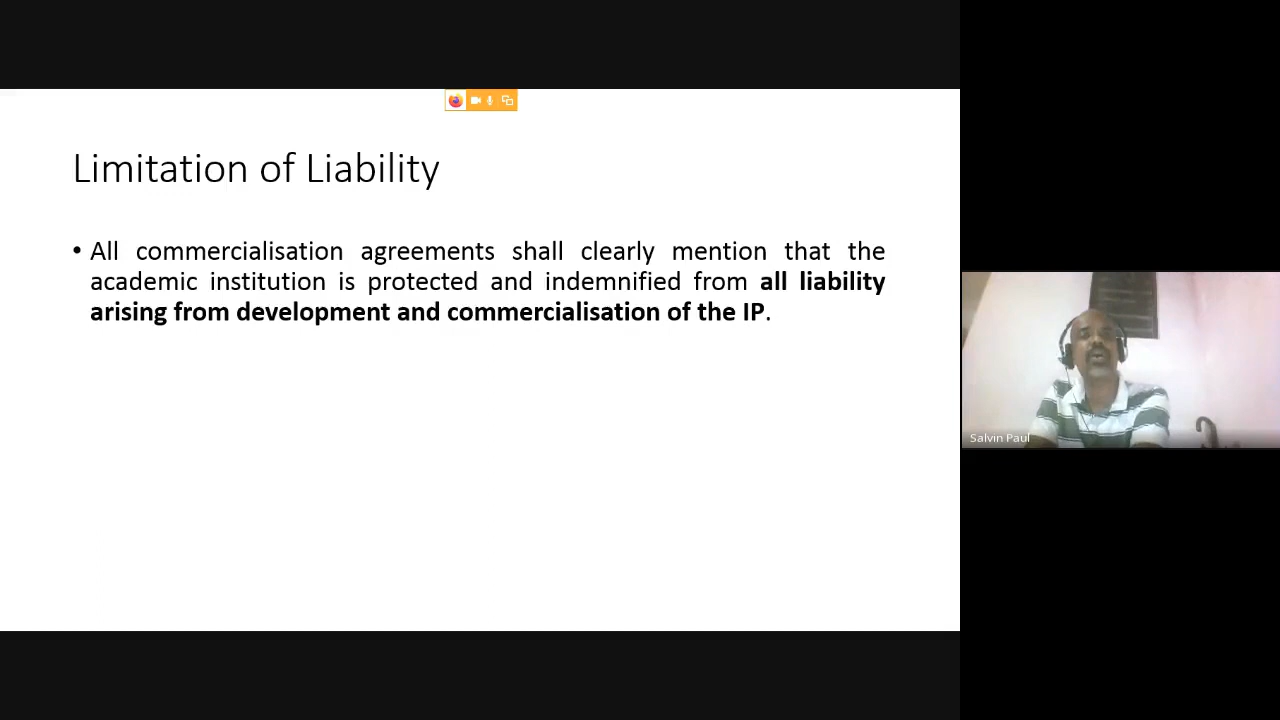 Limitation of Liability
• All commercialisation agreements shall clearly mention that the
academic institution is protected and indemnified from all liability
arising from development and commercialisation of the IP.
Salvin Paul